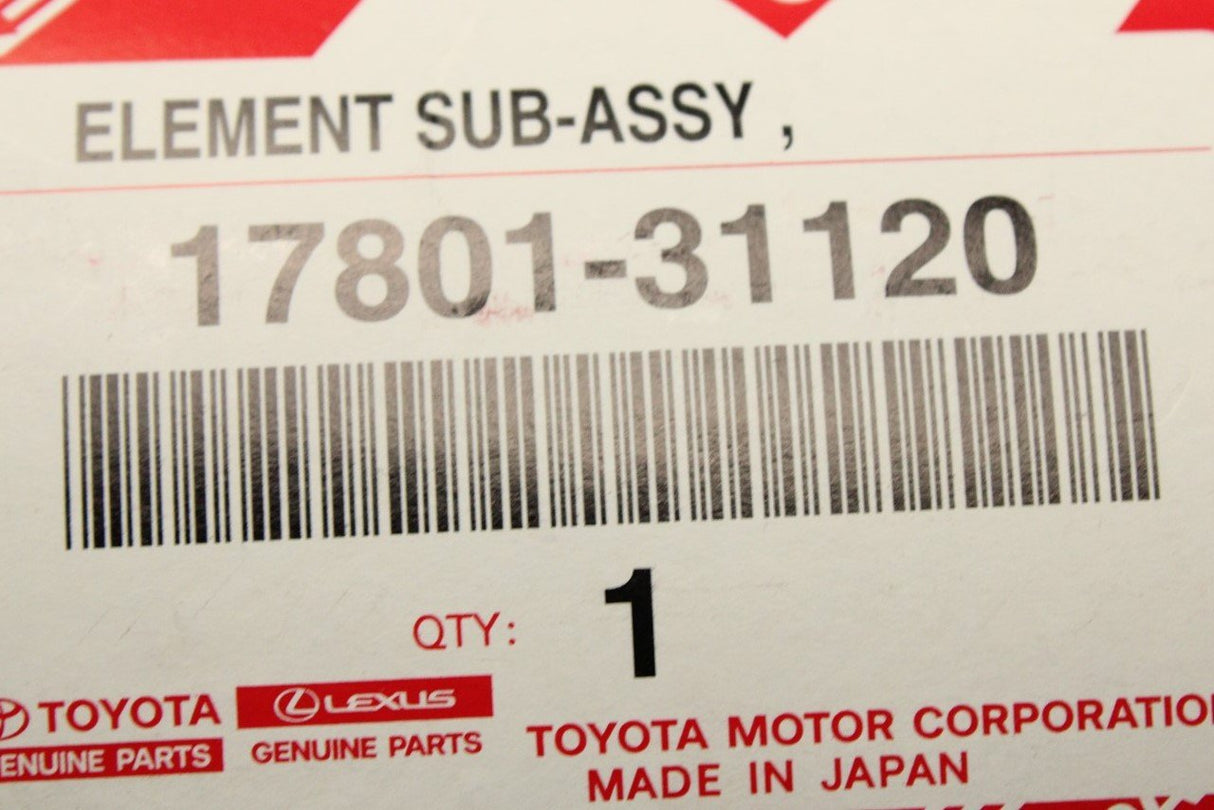 ELEMENT SUB-ASSY ,
17801-31120
QTY: 1
TOYOTA
GENUINE PARTS
LEXUS
GENUINE PARTS
TOYOTA MOTOR CORPORATION
MADE IN JAPAN